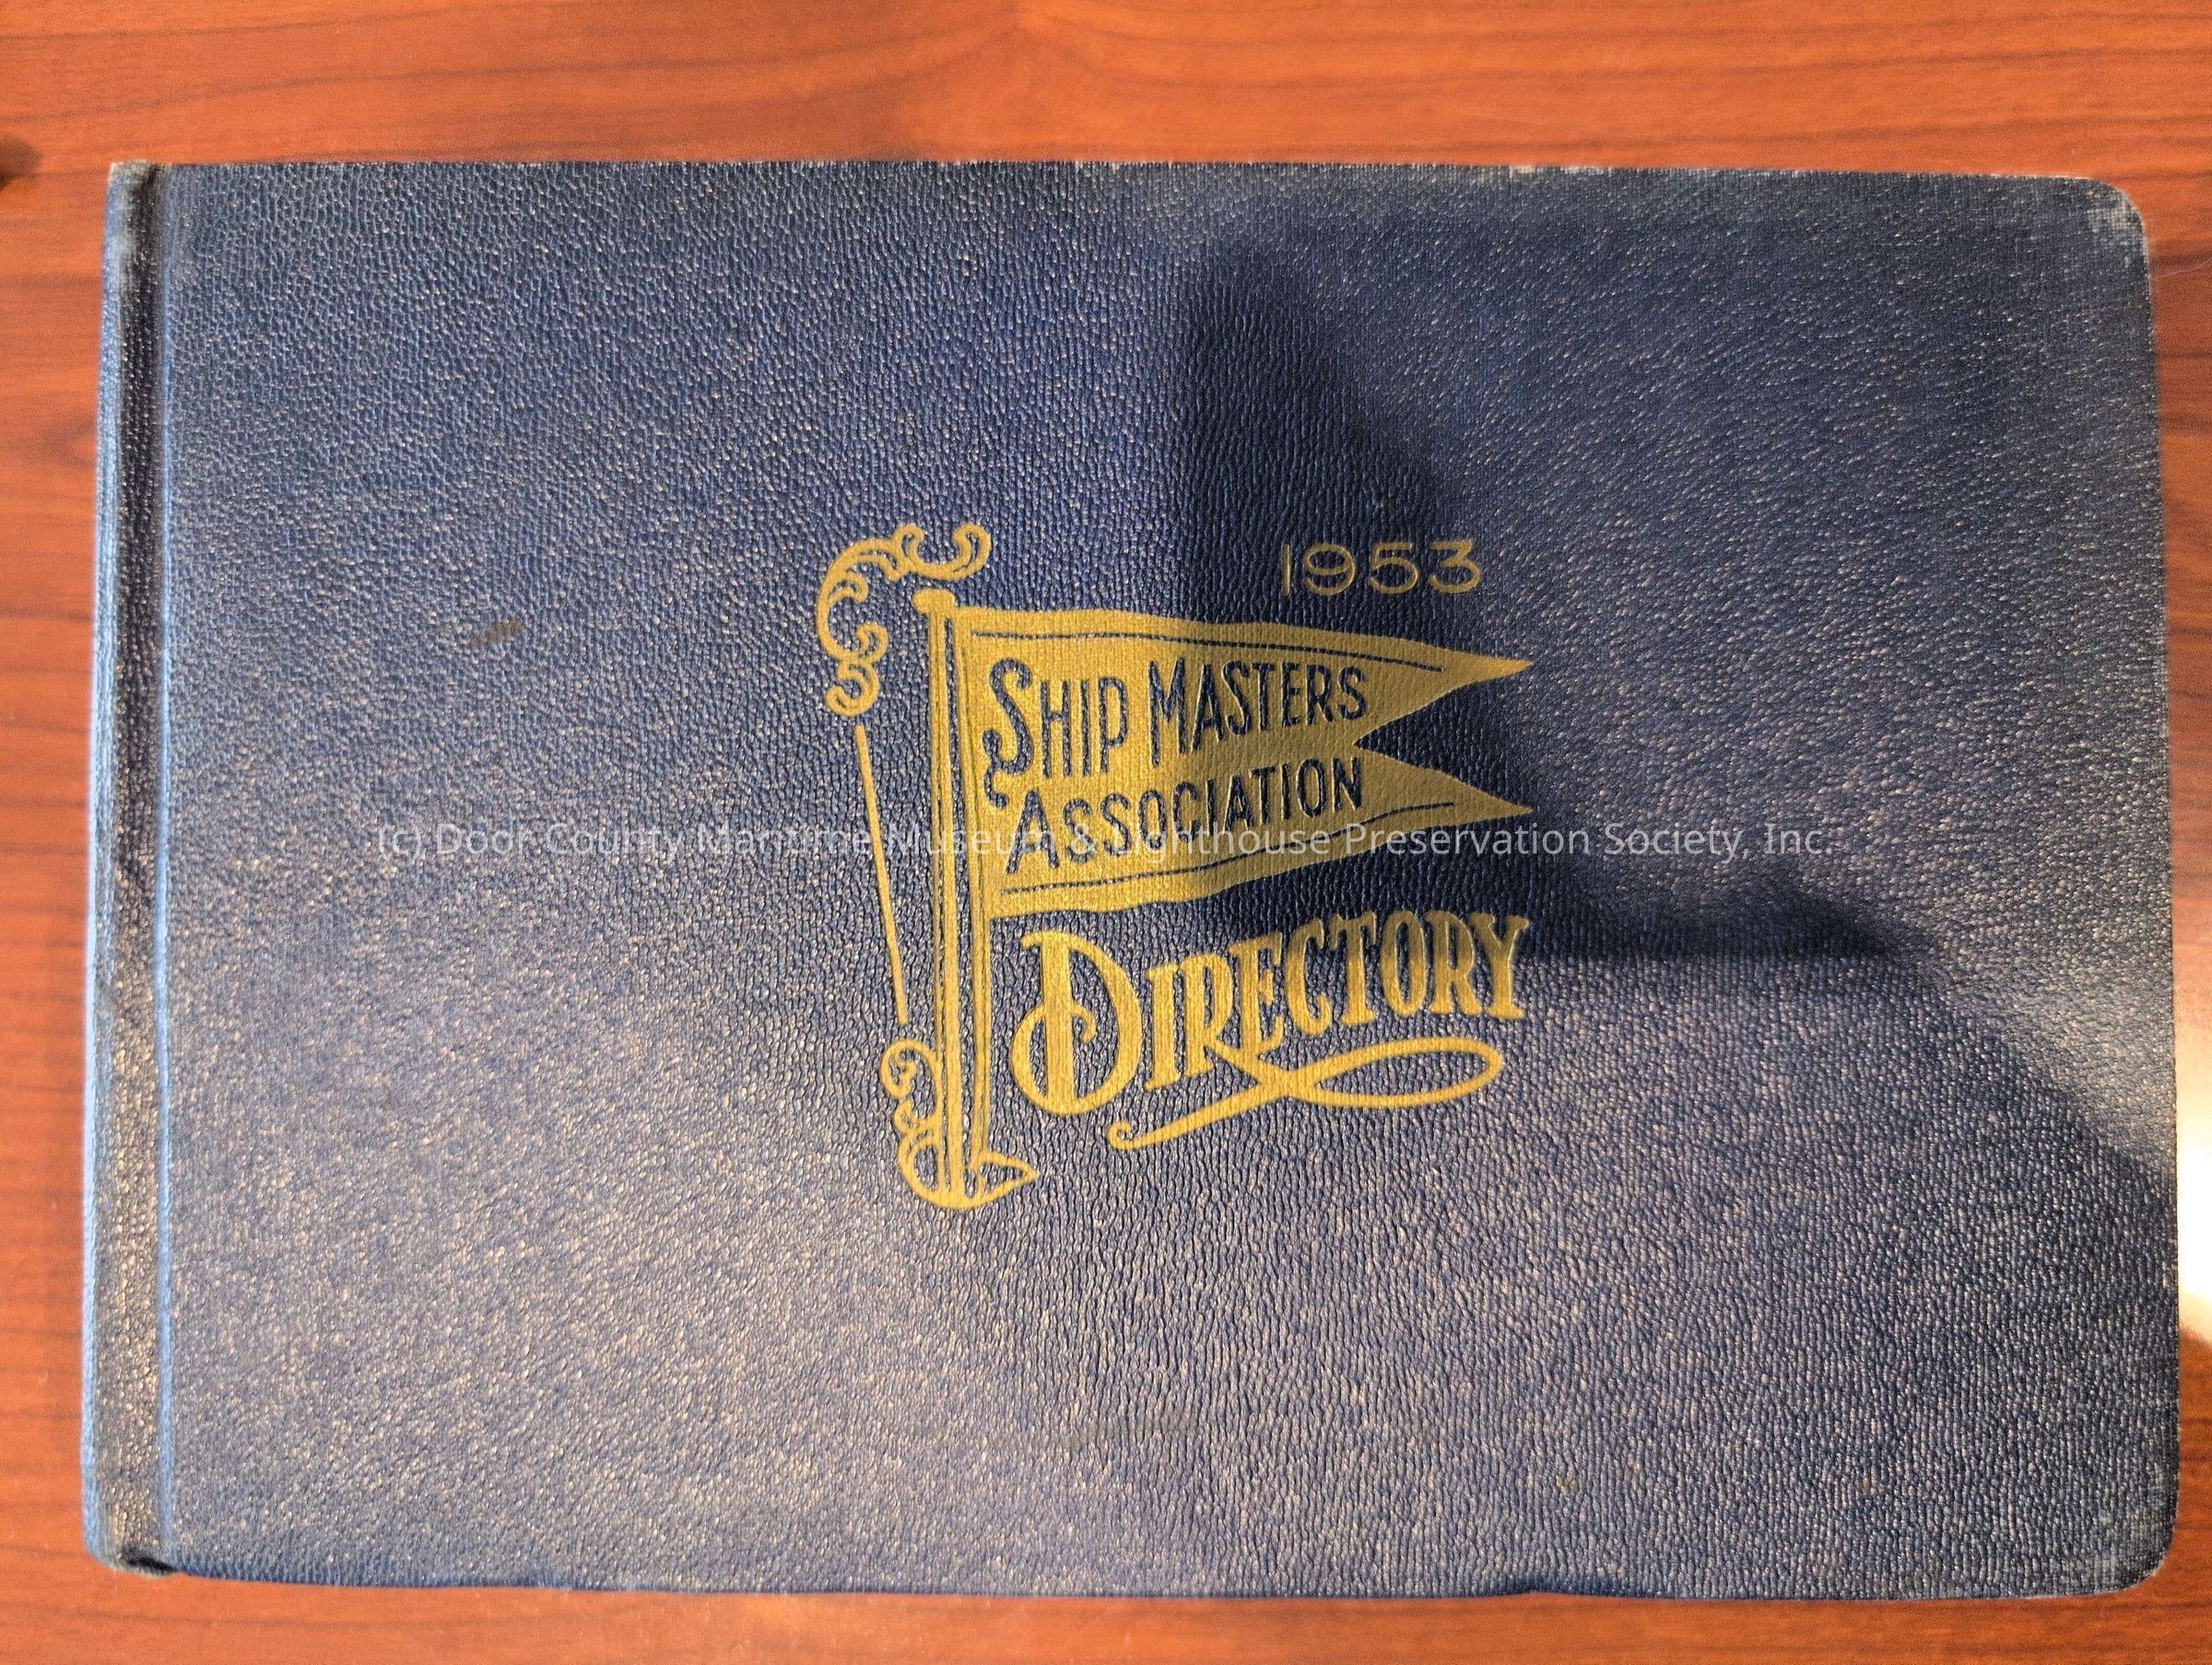 1953
SHIP MASTERS
ASSOCIATION
(c) Door County Maritime Museum & Lighthouse Preservation Society, Inc.
DIRECTORY